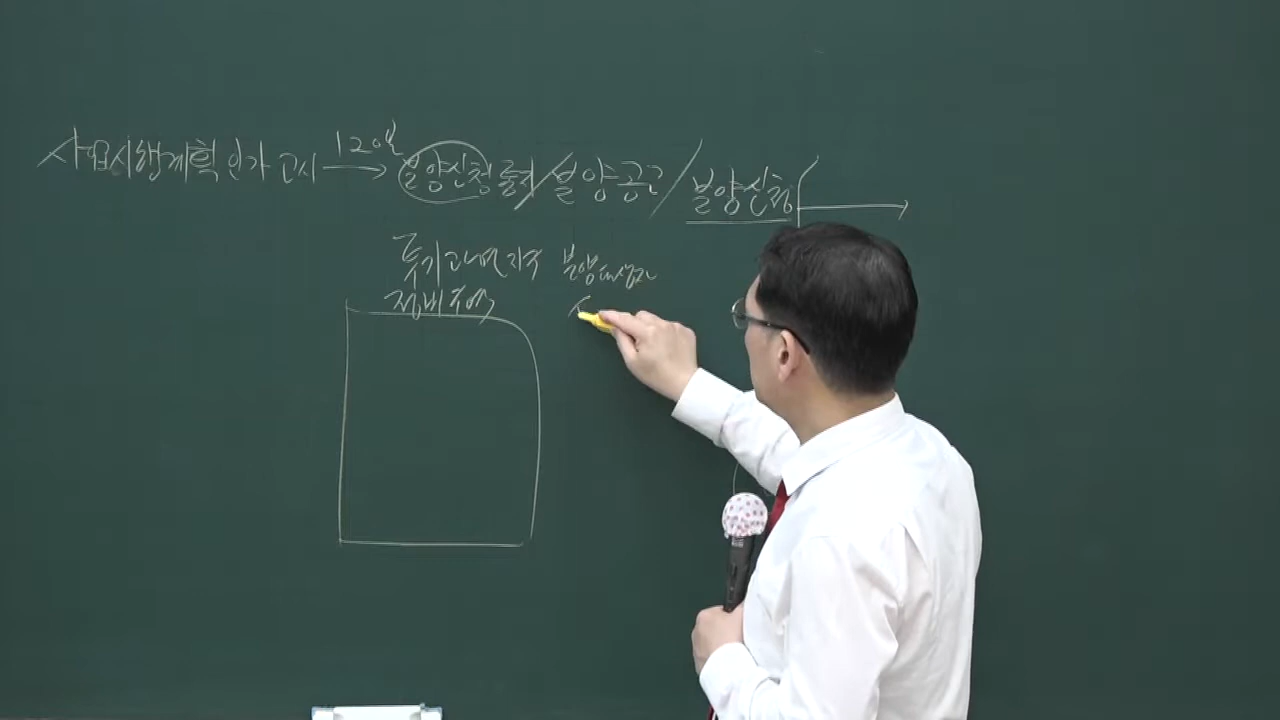 사업시행계획 인가 고시 120일 분양신청 통지 / 분양공고 / 분양신청
투기과열지구 분양대상자
정비구역